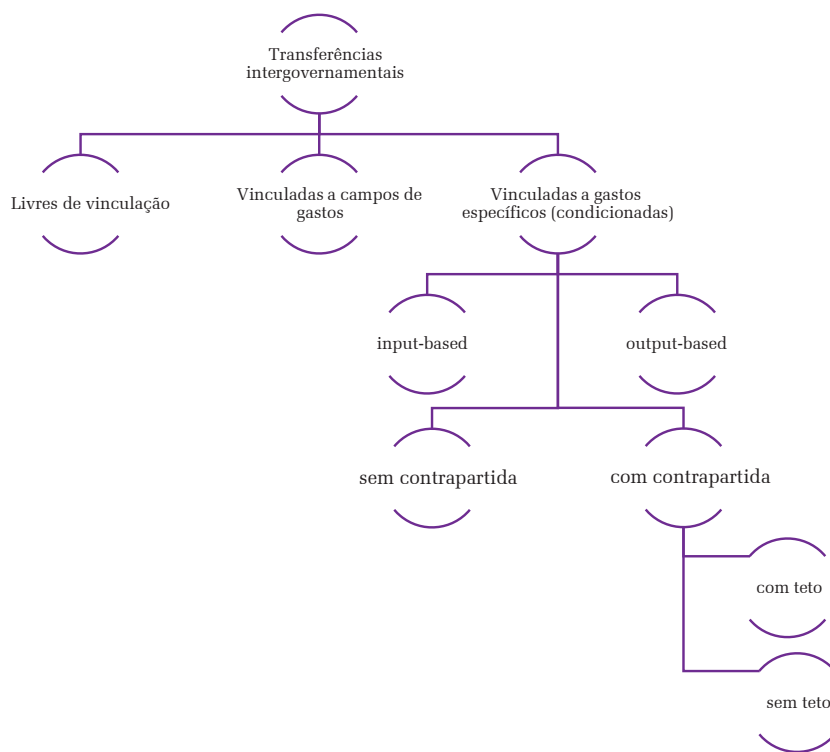 Transferências
intergovernamentais
Livres de vinculação
Vinculadas a campos de
gastos
Vinculadas a gastos
específicos (condicionadas)
input-based
output-based
sem contrapartida
com contrapartida
com teto
sem teto